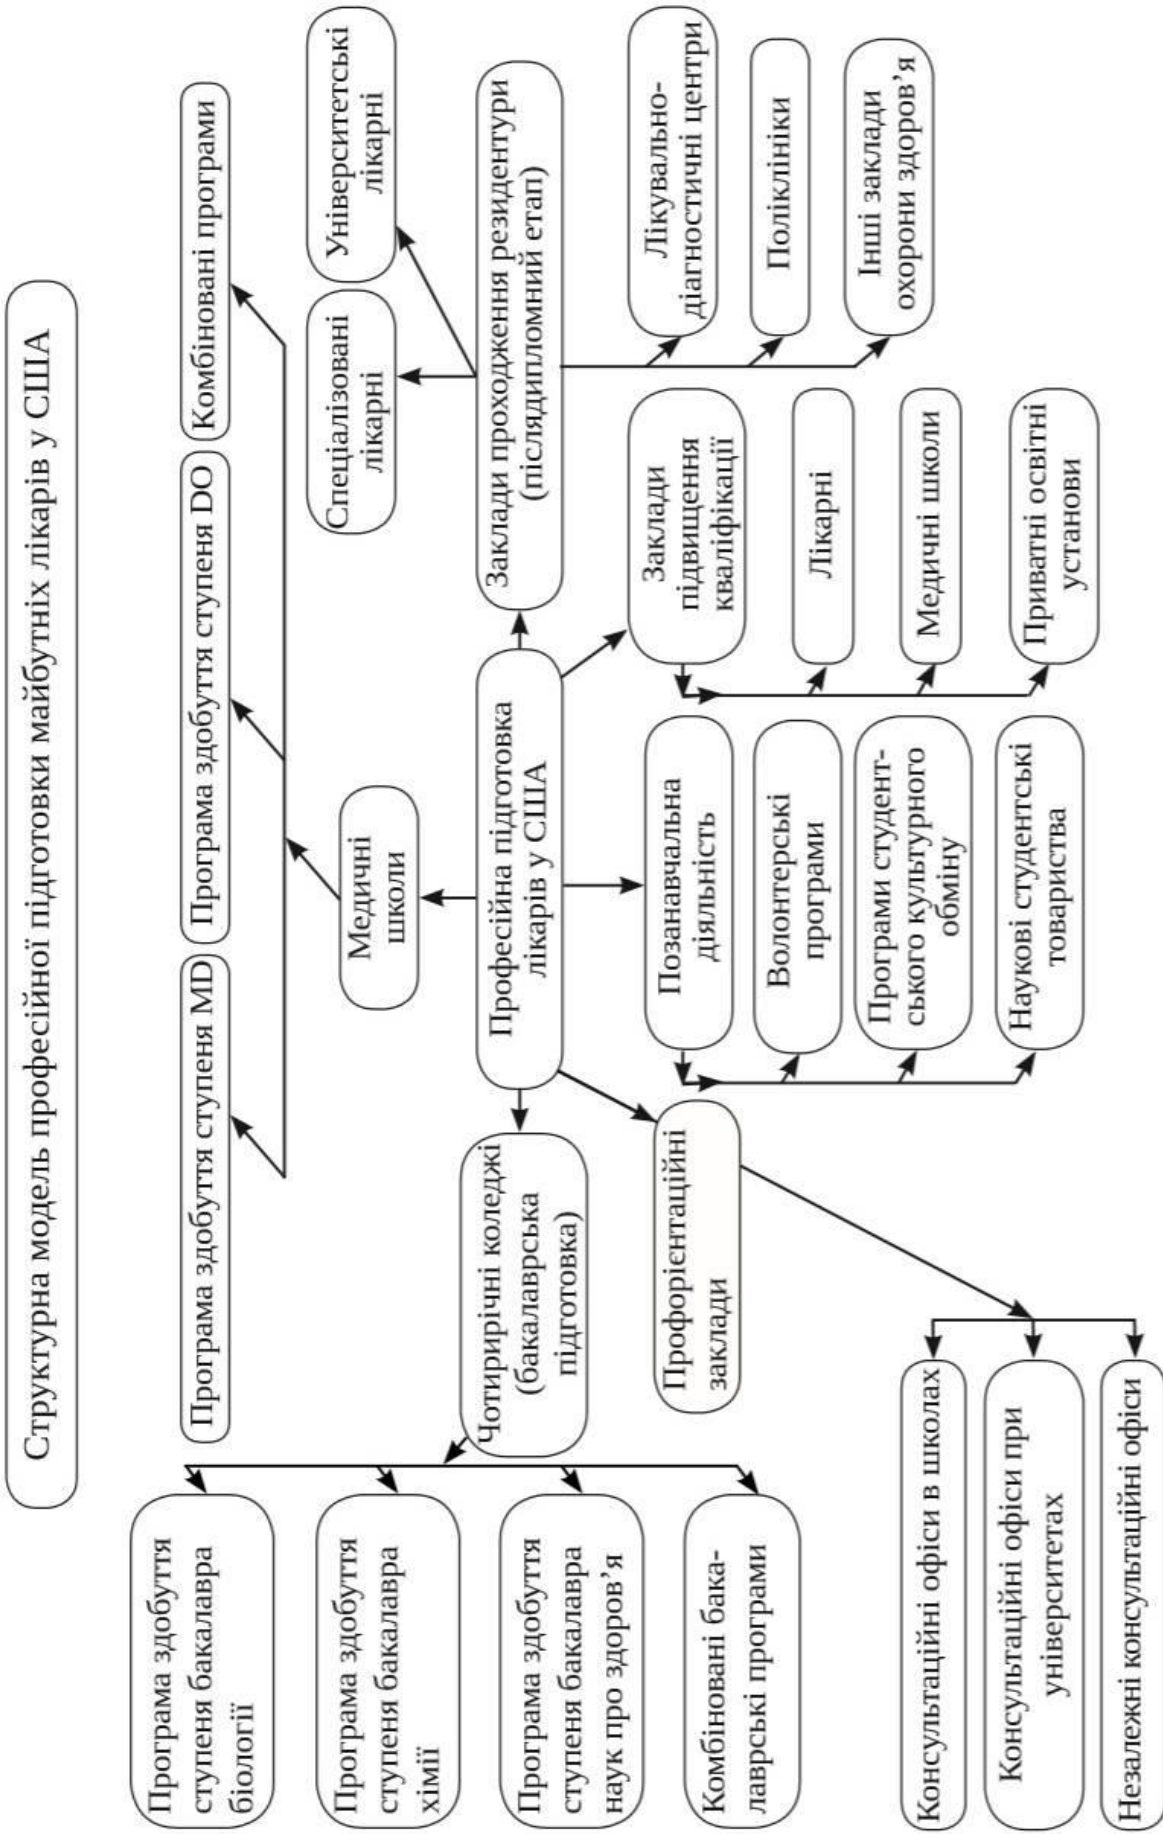 Структурна модель професійної підготовки майбутніх лікарів у США
Програма здобуття ступеня MD
Програма здобуття ступеня DO
Комбіновані програми
Медичні
школи
Спеціалізовані
лікарні
Університетські
лікарні
Програма здобуття
ступеня бакалавра
біології
Програма здобуття
ступеня бакалавра
хімії
Програма здобуття
ступеня бакалавра
наук про здоров’я
Комбіновані бака-
лаврські програми
Чотирирічні коледжі
(бакалаврська
підготовка)
Професійна підготовка
лікарів у США
Заклади проходження резидентури
(післядипломний етап)
Профорієнтаційні
заклади
Консультаційні офіси в школах
Консультаційні офіси при
університетах
Незалежні консультаційні офіси
Позанавчальна
діяльність
Волонтерські
програми
Програми студент-
ського культурного
обміну
Наукові студентські
товариства
Заклади
підвищення
кваліфікації
Лікарні
Медичні школи
Приватні освітні
установи
Лікувально-
діагностичні центри
Поліклініки
Інші заклади
охорони здоров’я